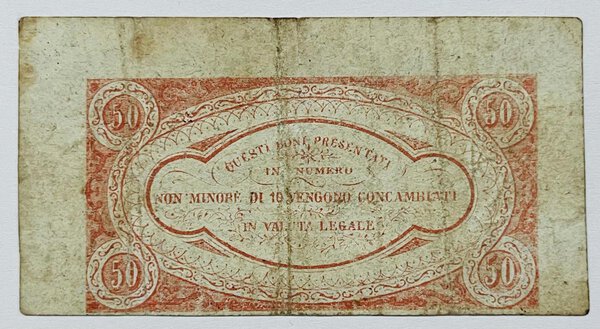 50 50
QUESTI BONI PRESENTATI
IN NUMERO
NON MINORE DI 10 VENGONO CONCAMBIATI
IN VALUTA LEGALE
50 50